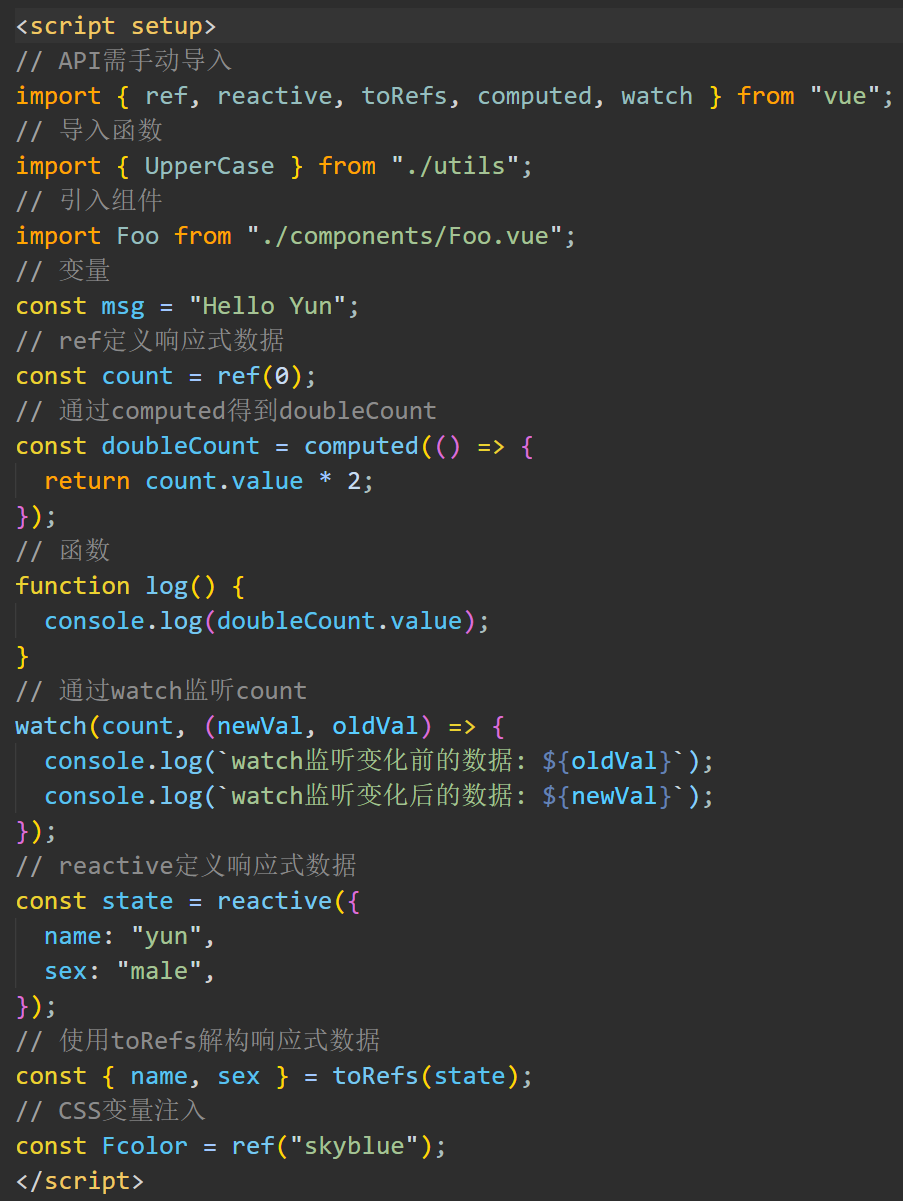 <script setup>
// API需手动导入
import { ref, reactive, toRefs, computed, watch } from "vue";
// 导入函数
import { UpperCase } from "./utils";
// 引入组件
import Foo from "./components/Foo.vue";
// 变量
const msg = "Hello Yun";
// ref定义响应式数据
const count = ref(0);
// 通过computed得到doubleCount
const doubleCount = computed(() => {
  return count.value * 2;
});
// 函数
function log() {
  console.log(doubleCount.value);
}
// 通过watch监听count
watch(count, (newVal, oldVal) => {
  console.log(`watch监听变化前的数据: ${oldVal}`);
  console.log(`watch监听变化后的数据: ${newVal}`);
});
// reactive定义响应式数据
const state = reactive({
  name: "yun",
  sex: "male",
});
// 使用toRefs解构响应式数据
const { name, sex } = toRefs(state);
// CSS变量注入
const Fcolor = ref("skyblue");
</script>